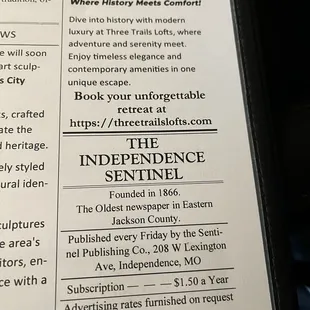 ition, or
WS
e will soon
art sculp-
s City
s, crafted
ate the
d heritage.
ely styled
ural iden-
culptures
e area's
itors, en-
ce with a
Where History Meets Comfort!
Dive into history with modern
luxury at Three Trails Lofts, where
adventure and serenity meet.
Enjoy timeless elegance and
contemporary amenities in one
unique escape.
Book your unforgettable
retreat at
https://threetrailslofts.com
THE
INDEPENDENCE
SENTINEL
Founded in 1866.
The Oldest newspaper in Eastern
Jackson County.
Published every Friday by the Senti-
nel Publishing Co., 208 W Lexington
Ave, Independence, MO
Subscription — — — $1.50 a Year
Advertising rates furnished on request